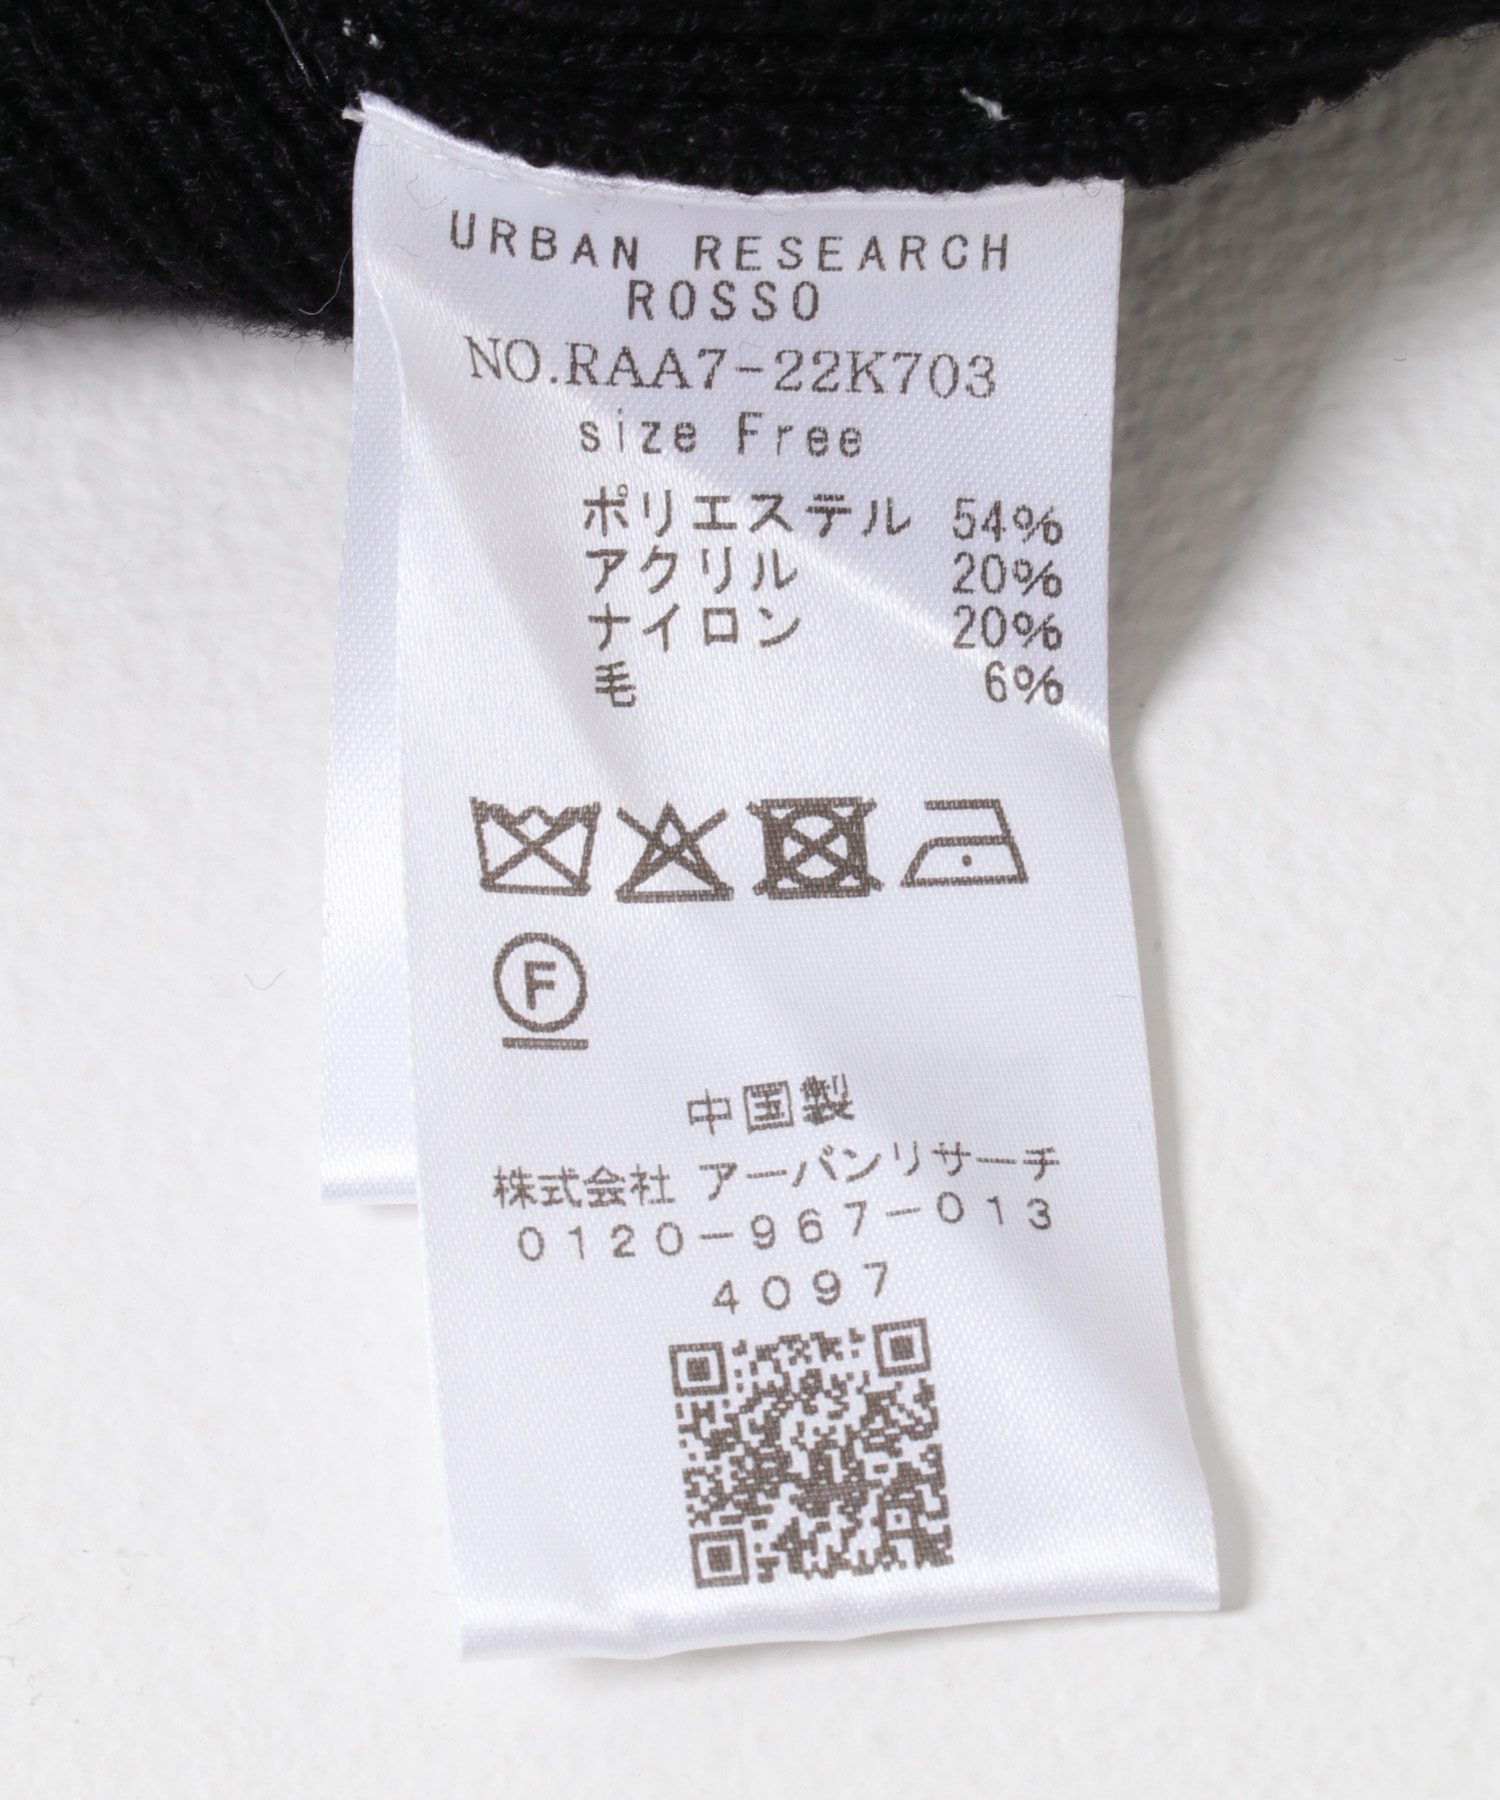 URBAN RESEARCH
ROSSO
NO.RAA7-22K703
size Free
ポリエステル 54%
アクリル 20%
ナイロン 20%
毛 6%
F
中国製
株式会社 アーバンリサーチ
0120-967-013
4097